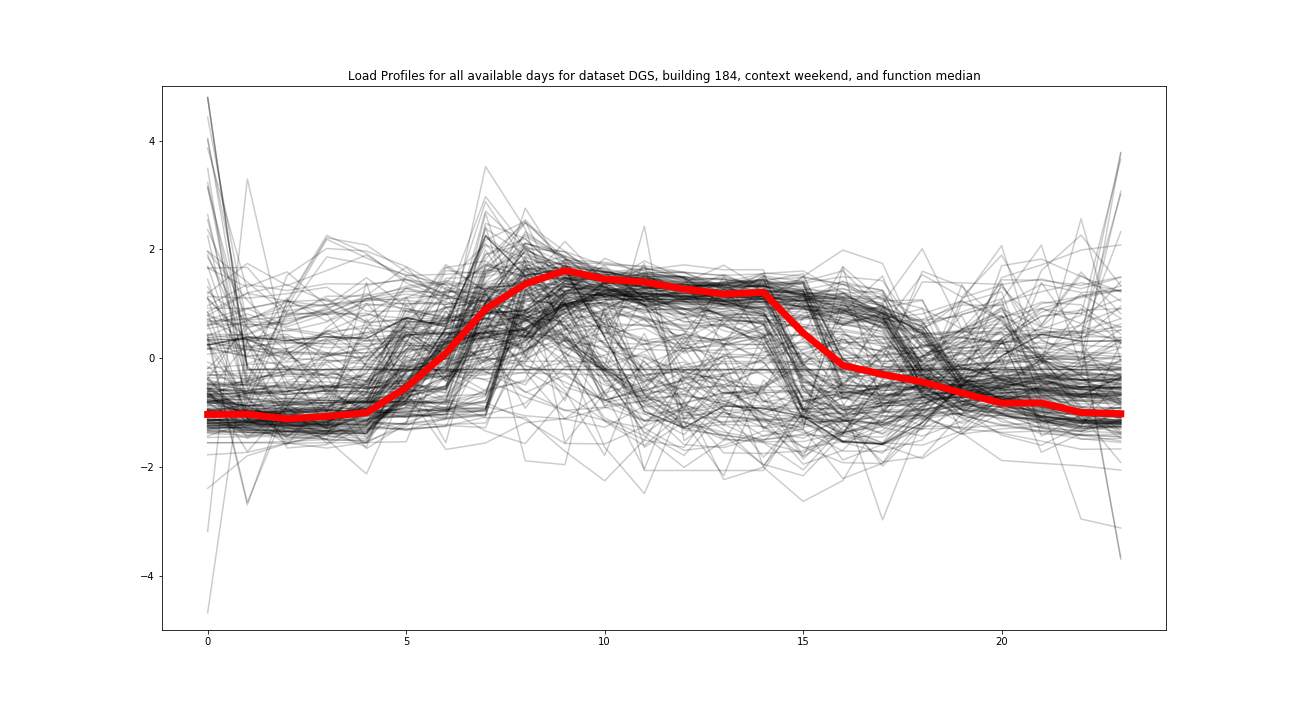 Load Profiles for all available days for dataset DGS, building 184, context weekend, and function median
4
2
0
−2
−4
0 5 10 15 20